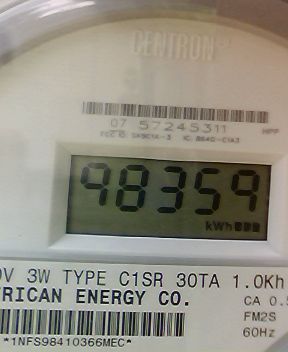 CENTRON
07 57245311
98359
kWh
0V 3W TYPE C1SR 30TA 1.0Kh
TRICAN ENERGY CO.
CA 0.5
FM2S
60Hz
*1NFS98410366MEC*